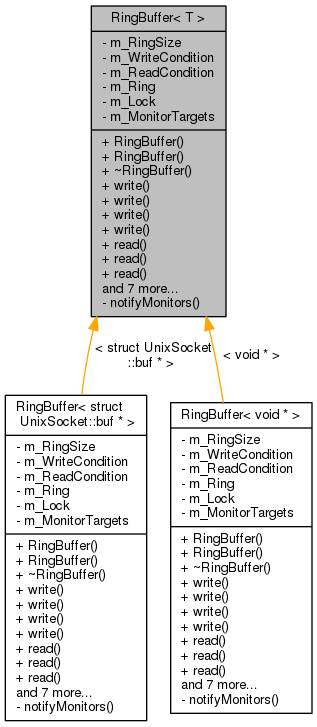 RingBuffer< T >
- m_RingSize
- m_WriteCondition
- m_ReadCondition
- m_Ring
- m_Lock
- m_MonitorTargets
+ RingBuffer()
+ RingBuffer()
+ ~RingBuffer()
+ write()
+ write()
+ write()
+ write()
+ read()
+ read()
+ read()
and 7 more...
- notifyMonitors()
< struct UnixSocket
::buf * >
< void * >
RingBuffer< struct
UnixSocket::buf * >
- m_RingSize
- m_WriteCondition
- m_ReadCondition
- m_Ring
- m_Lock
- m_MonitorTargets
+ RingBuffer()
+ RingBuffer()
+ ~RingBuffer()
+ write()
+ write()
+ write()
+ write()
+ read()
+ read()
+ read()
and 7 more...
- notifyMonitors()
RingBuffer< void * >
- m_RingSize
- m_WriteCondition
- m_ReadCondition
- m_Ring
- m_Lock
- m_MonitorTargets
+ RingBuffer()
+ RingBuffer()
+ ~RingBuffer()
+ write()
+ write()
+ write()
+ write()
+ read()
+ read()
+ read()
and 7 more...
- notifyMonitors()